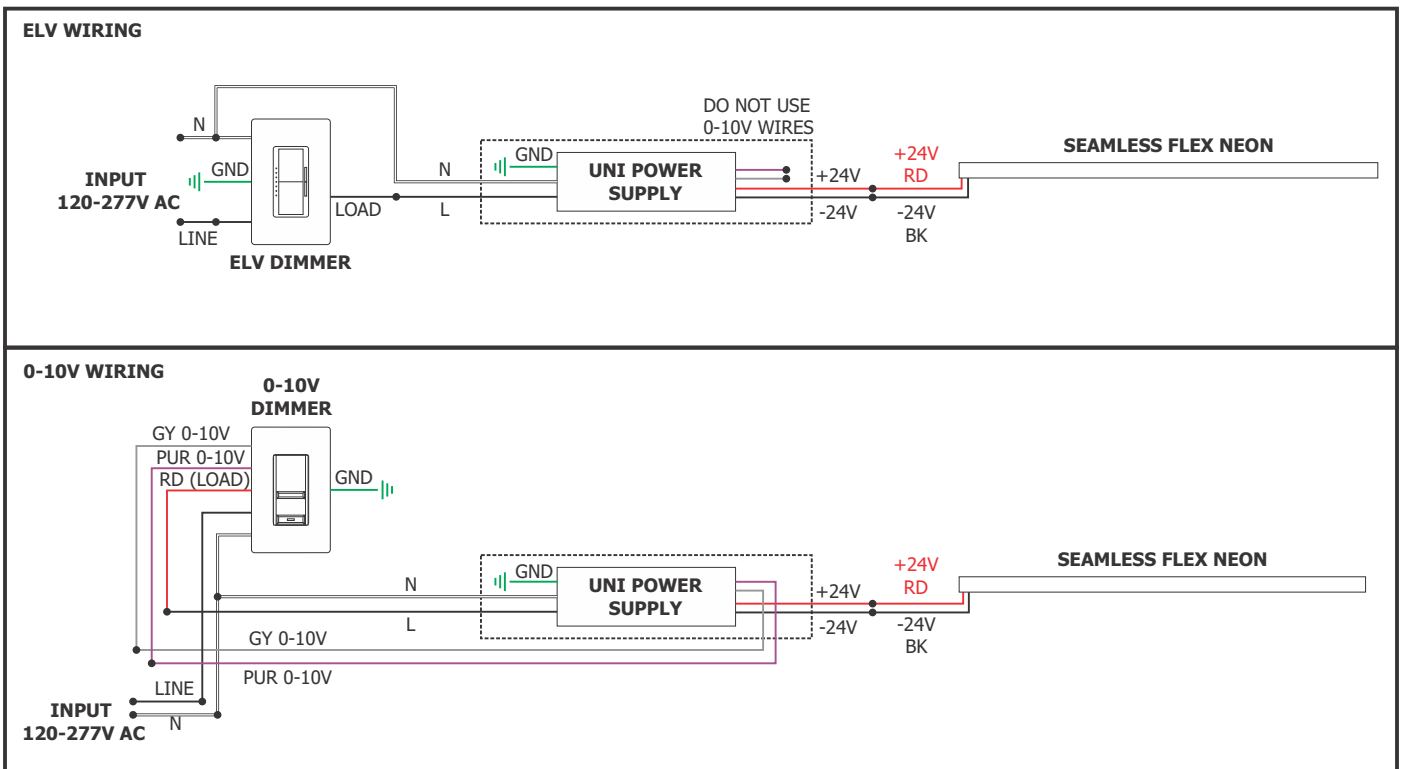 ELV WIRING
DO NOT USE
0-10V WIRES
N
GND
INPUT
120-277V AC
LINE
LOAD
ELV DIMMER
N
L
GND
UNI POWER
SUPPLY
+24V
-24V
+24V
RD
-24V
BK
SEAMLESS FLEX NEON
0-10V WIRING
0-10V
DIMMER
GY 0-10V
PUR 0-10V
RD (LOAD)
GND
N
L
GND
UNI POWER
SUPPLY
+24V
-24V
+24V
RD
-24V
BK
SEAMLESS FLEX NEON
GY 0-10V
PUR 0-10V
LINE
INPUT
120-277V AC
N